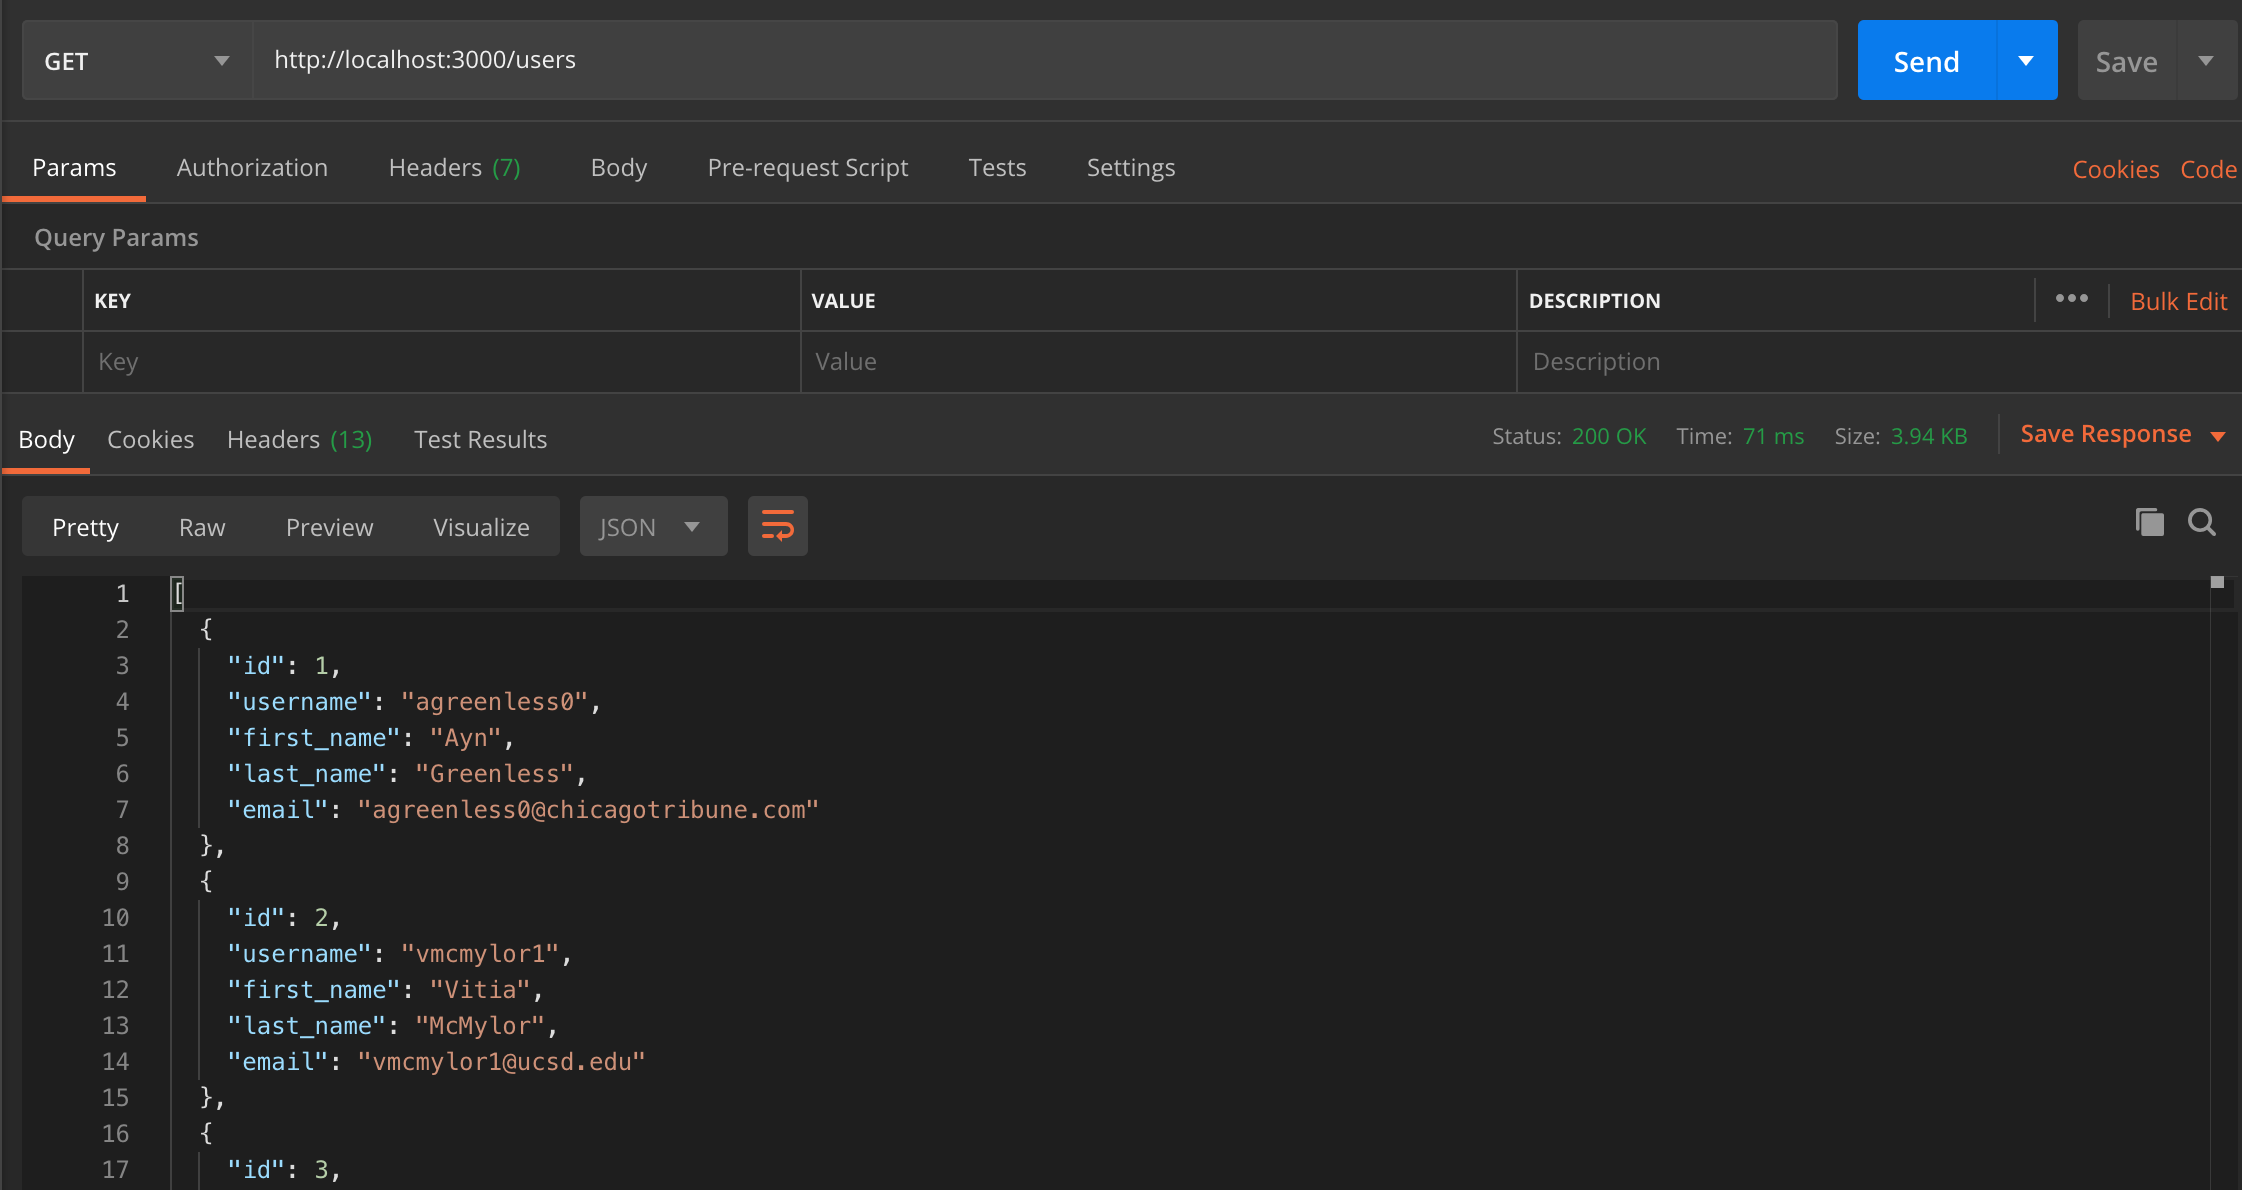 GET http://localhost:3000/users Send Save
Params Authorization Headers (7) Body Pre-request Script Tests Settings Cookies Code
Query Params
KEY VALUE DESCRIPTION ••• Bulk Edit
Key Value Description
Body Cookies Headers (13) Test Results Status: 200 OK Time: 71 ms Size: 3.94 KB Save Response
Pretty Raw Preview Visualize JSON
1 [
2 {
3 "id": 1,
4 "username": "agreenless0",
5 "first_name": "Ayn",
6 "last_name": "Greenless",
7 "email": "agreenless0@chicagotribune.com"
8 },
9 {
10 "id": 2,
11 "username": "vmcmylor1",
12 "first_name": "Vitia",
13 "last_name": "McMylor",
14 "email": "vmcmylor1@ucsd.edu"
15 },
16 {
17 "id": 3,